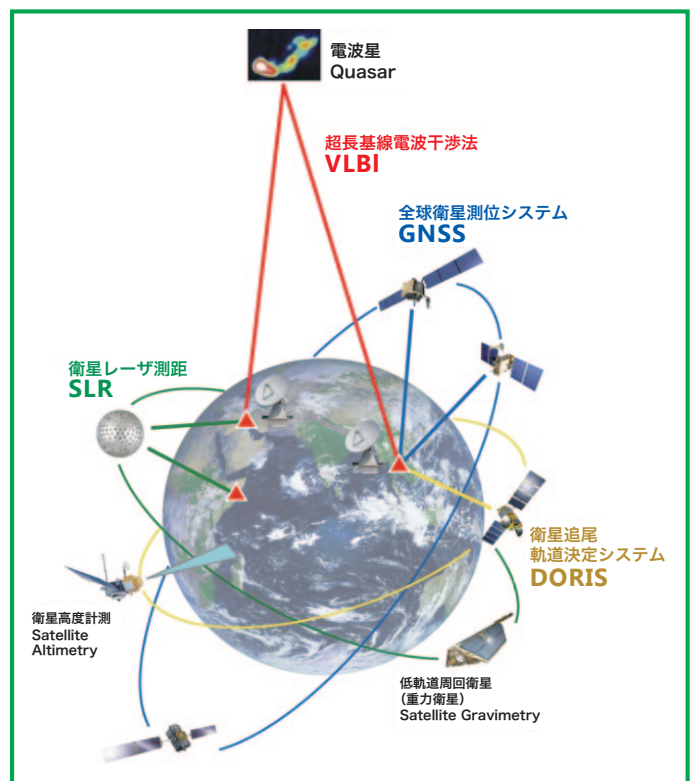 電波星
Quasar
超長基線電波干渉法
VLBI
全球衛星測位システム
GNSS
衛星レーザ測距
SLR
衛星追尾
軌道決定システム
DORIS
衛星高度計測
Satellite
Altimetry
低軌道周回衛星
(重力衛星)
Satellite Gravimetry